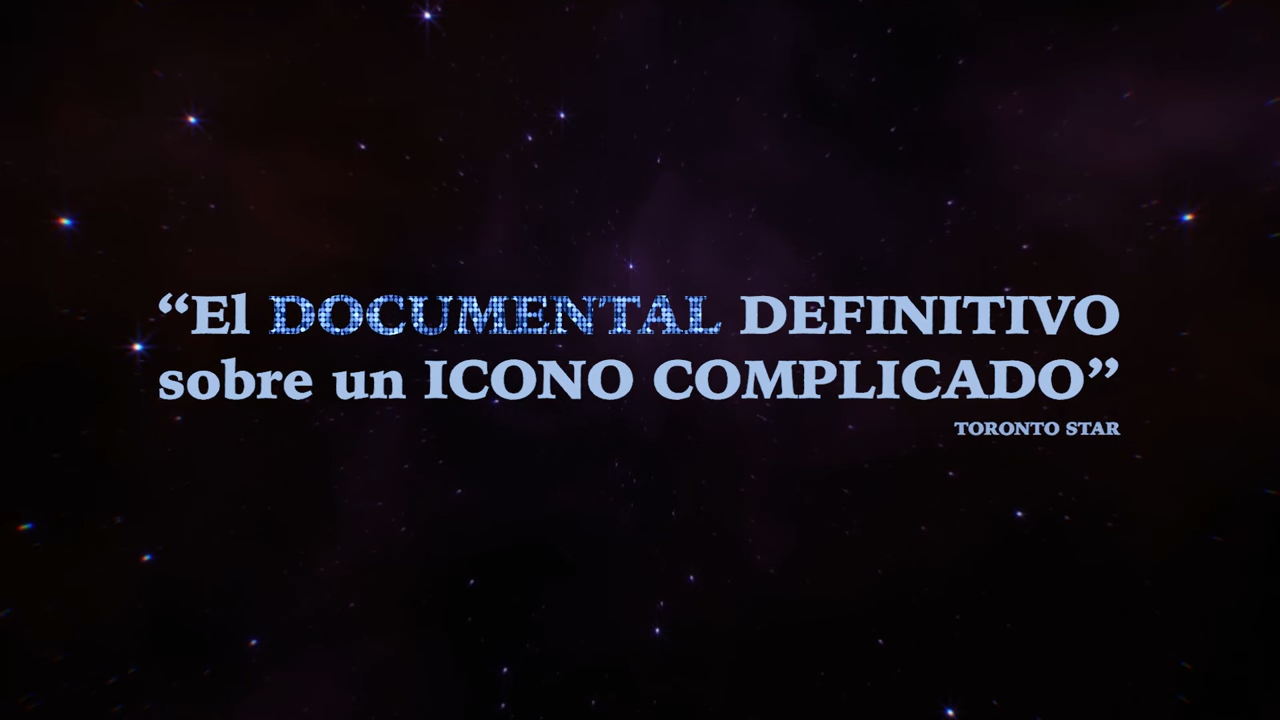 “El DOCUMENTAL DEFINITIVO
sobre un ICONO COMPLICADO”
TORONTO STAR